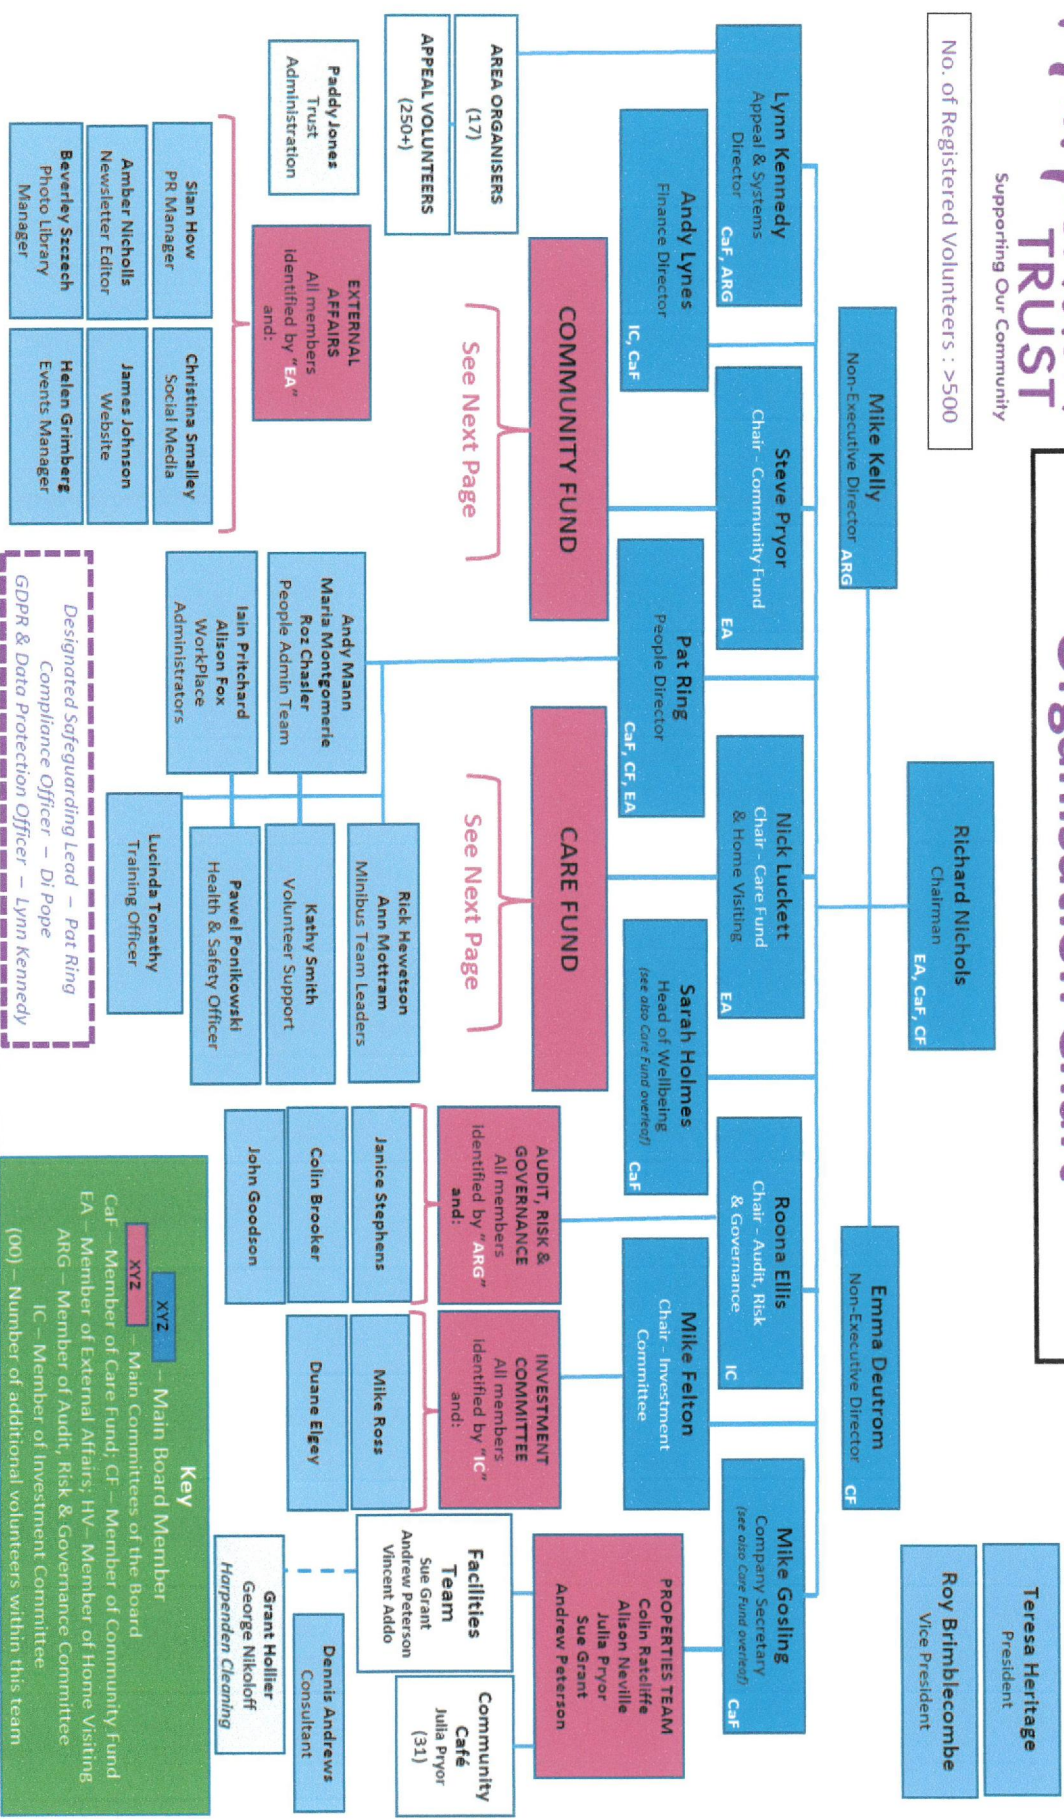 TRUST
Supporting Our Community
No. of Registered Volunteers : >500
Organisation Chart
Teresa Heritage
President
Roy Brimblecombe
Vice President
Richard Nichols
Chairman
EA, CaF, CF
Mike Kelly
Non-Executive Director ARG
Emma Deutrom
Non-Executive Director CF
Lynn Kennedy
Appeal & Systems
Director CaF, ARG
Steve Pryor
Chair – Community Fund
EA
Nick Luckett
Chair - Care Fund
& Home Visiting
EA
Roona Ellis
Chair – Audit, Risk
& Governance
IC
Mike Gosling
Company Secretary
(see also Care Fund overleaf) CaF
Andy Lynes
Finance Director
IC, CaF
Pat Ring
People Director
CaF, CF, EA
Sarah Holmes
Head of Wellbeing
(see also Care Fund overleaf)
CaF
Mike Felton
Chair – Investment
Committee
AREA ORGANISERS
(17)
APPEAL VOLUNTEERS
(250+)
COMMUNITY FUND
See Next Page
CARE FUND
See Next Page
AUDIT, RISK &
GOVERNANCE
All members
identified by "ARG"
and:
Janice Stephens
Colin Brooker
John Goodson
INVESTMENT
COMMITTEE
All members
identified by "IC"
and:
Mike Ross
Duane Elgey
PROPERTIES TEAM
Colin Ratcliffe
Alison Neville
Julia Pryor
Sue Grant
Andrew Peterson
Facilities
Team
Sue Grant
Andrew Peterson
Vincent Addo
Community
Café
Julia Pryor
(31)
Dennis Andrews
Consultant
Grant Hollier
George Nikoloff
Harpenden Cleaning
Paddy Jones
Trust
Administration
EXTERNAL
AFFAIRS
All members
identified by "EA"
and:
Sian How
PR Manager
Christina Smalley
Social Media
Amber Nicholls
Newsletter Editor
James Johnson
Website
Beverley Szczech
Photo Library
Manager
Helen Grimberg
Events Manager
Andy Mann
Maria Montgomerie
Roz Chasler
People Admin Team
Iain Pritchard
Alison Fox
WorkPlace
Administrators
Rick Hewetson
Ann Mottram
Minibus Team Leaders
Kathy Smith
Volunteer Support
Pawel Ponikowski
Health & Safety Officer
Lucinda Tonathy
Training Officer
Designated Safeguarding Lead – Pat Ring
Compliance Officer – Di Pope
GDPR & Data Protection Officer – Lynn Kennedy
Key
XYZ – Main Board Member
XYZ – Main Committees of the Board
CaF – Member of Care Fund; CF – Member of Community Fund
EA – Member of External Affairs; HV– Member of Home Visiting
ARG – Member of Audit, Risk & Governance Committee
IC – Member of Investment Committee
(00) – Number of additional volunteers within this team